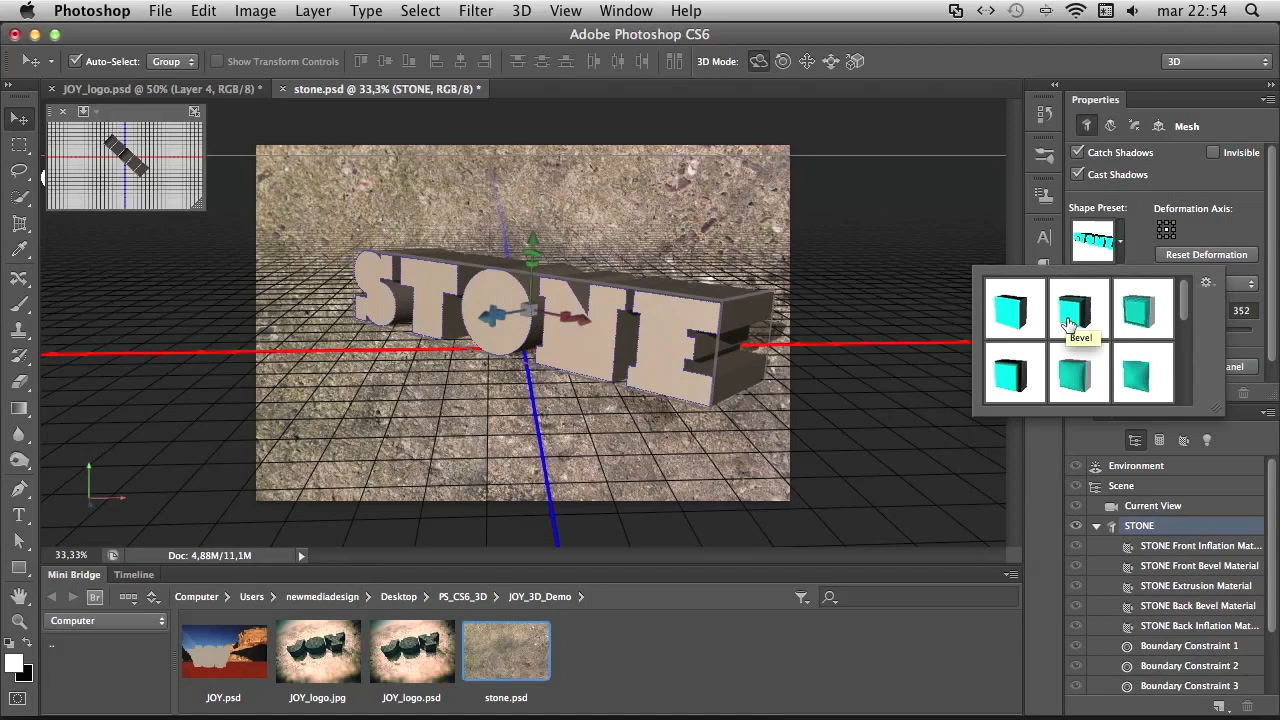 Photoshop File Edit Image Layer Type Select Filter 3D View Window Help mar 22:54
Adobe Photoshop CS6
Auto-Select: Group Show Transform Controls 3D Mode: 3D
JOY_logo.psd @ 50% (Layer 4, RGB/8) * stone.psd @ 33,3% (STONE, RGB/8) *
Properties
Mesh
Catch Shadows Invisible
Cast Shadows
Shape Preset: Deformation Axis:
STONE
Reset Deformation
STONE
352
Bevel
Environment
Scene
Current View
STONE
STONE Front Inflation Mat...
STONE Front Bevel Material
STONE Extrusion Material
STONE Back Bevel Material
STONE Back Inflation Mat...
Boundary Constraint 1
Boundary Constraint 2
Boundary Constraint 3
33,33% Doc: 4,88M/11,1M
Mini Bridge Timeline
Br Computer Users newmediadesign Desktop PS_CS6_3D JOY_3D_Demo
Computer
..
JOY JOY
JOY.psd JOY_logo.jpg JOY_logo.psd stone.psd